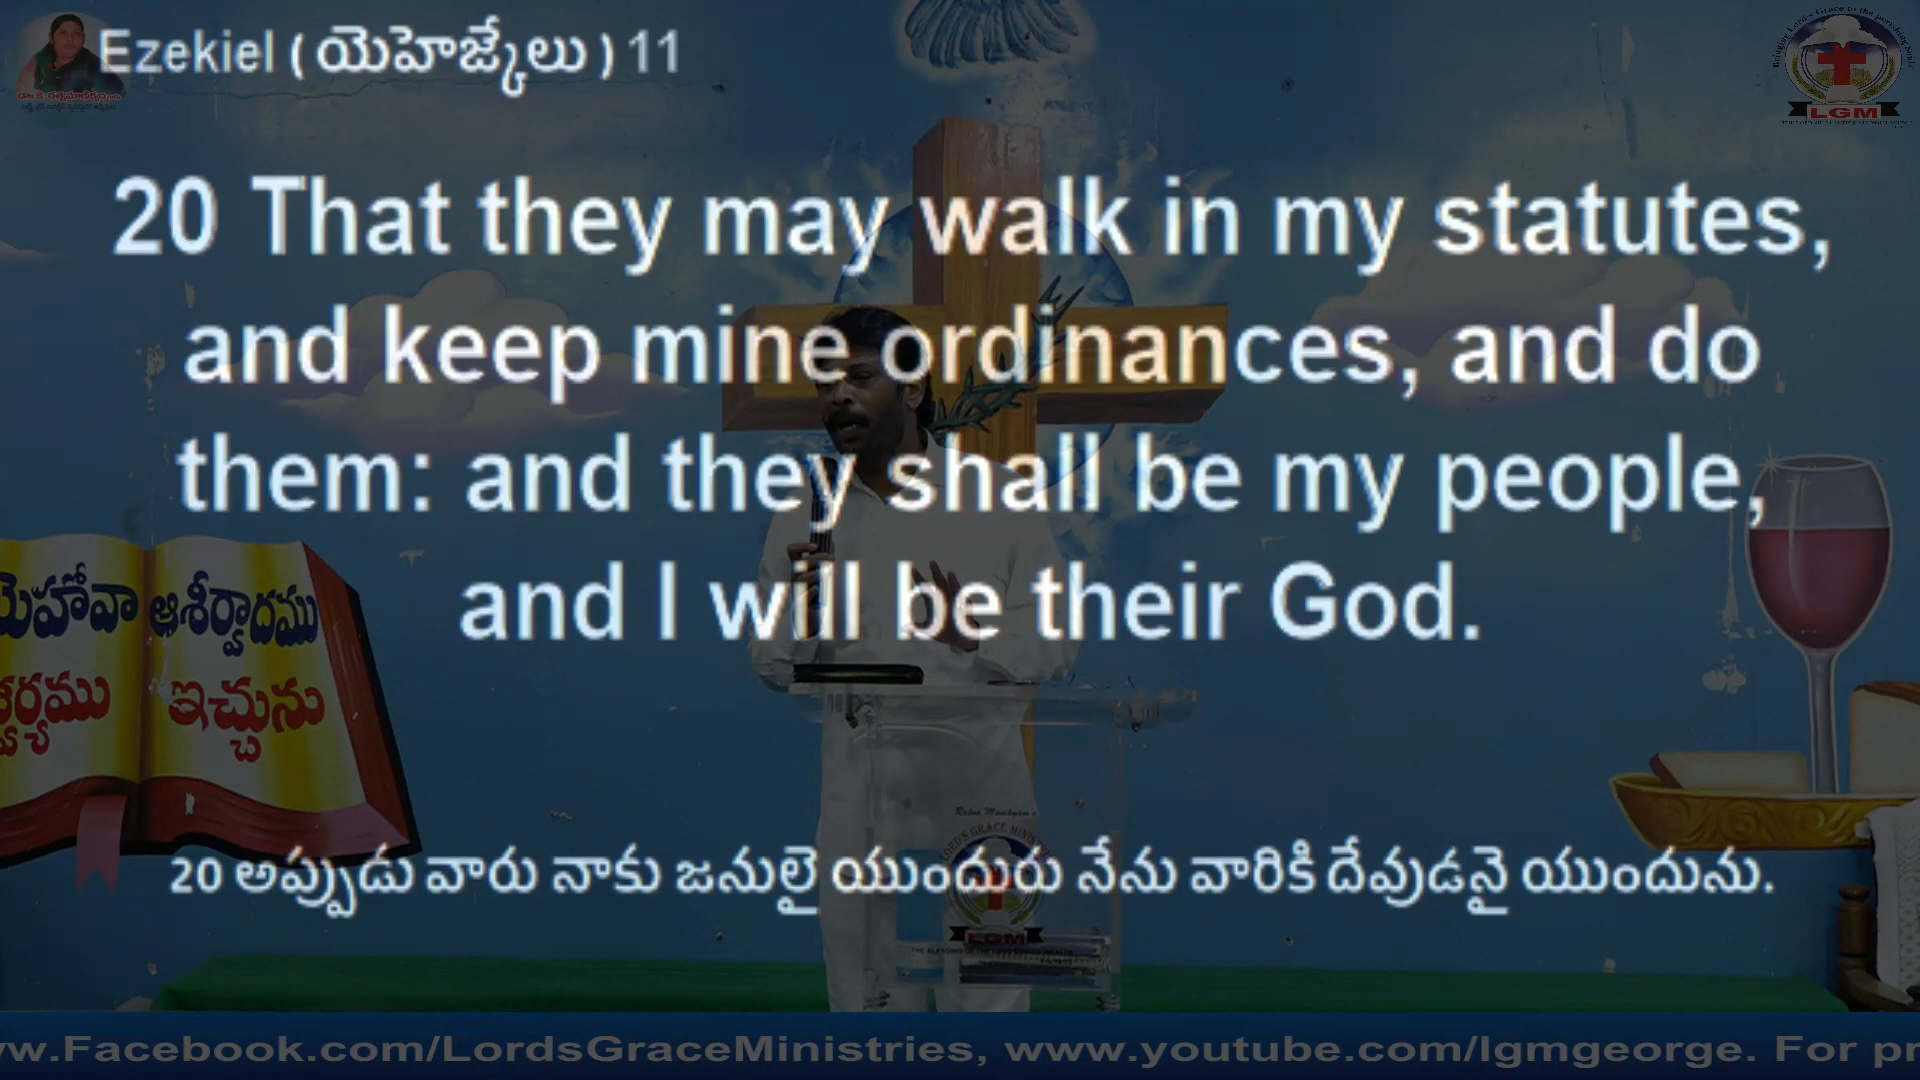 Ezekiel ( యెహెజ్కేలు ) 11
20 That they may walk in my statutes,
and keep mine ordinances, and do
them: and they shall be my people,
and I will be their God.
యెహోవా ఆశీర్వాదము
ఇచ్చును
20 అప్పుడు వారు నాకు జనులై యుందురు నేను వారికి దేవుడనై యుందును.
LGM
LGM
w.Facebook.com/LordsGraceMinistries, www.youtube.com/lgmgeorge. For pr